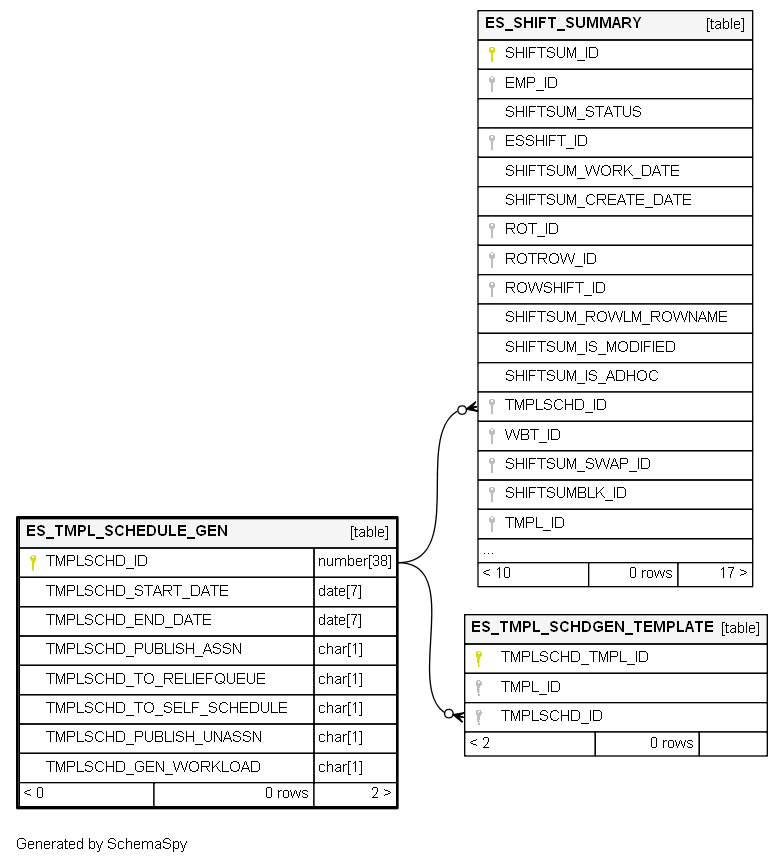 ES_SHIFT_SUMMARY [table]
SHIFTSUM_ID
EMP_ID
SHIFTSUM_STATUS
ESSHIFT_ID
SHIFTSUM_WORK_DATE
SHIFTSUM_CREATE_DATE
ROT_ID
ROTROW_ID
ROWSHIFT_ID
SHIFTSUM_ROWLM_ROWNAME
SHIFTSUM_IS_MODIFIED
SHIFTSUM_IS_ADHOC
TMPLSCHD_ID
WBT_ID
SHIFTSUM_SWAP_ID
SHIFTSUMBLK_ID
TMPL_ID
...
< 10 0 rows 17 >
ES_TMPL_SCHEDULE_GEN [table]
TMPLSCHD_ID number[38]
TMPLSCHD_START_DATE date[7]
TMPLSCHD_END_DATE date[7]
TMPLSCHD_PUBLISH_ASSN char[1]
TMPLSCHD_TO_RELIEFQUEUE char[1]
TMPLSCHD_TO_SELF_SCHEDULE char[1]
TMPLSCHD_PUBLISH_UNASSN char[1]
TMPLSCHD_GEN_WORKLOAD char[1]
< 0 0 rows 2 >
ES_TMPL_SCHDGEN_TEMPLATE [table]
TMPLSCHD_TMPL_ID
TMPL_ID
TMPLSCHD_ID
< 2 0 rows
Generated by SchemaSpy